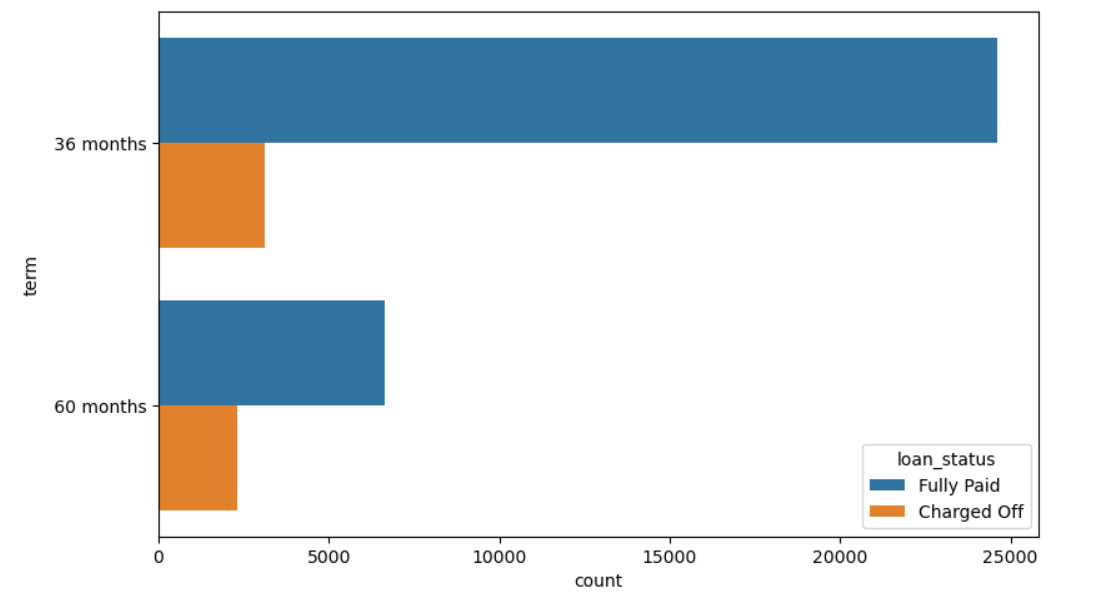 36 months
60 months
term
0
5000
10000
15000
20000
25000
count
loan_status
Fully Paid
Charged Off